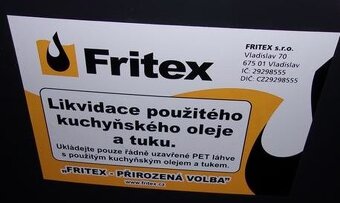 Fritex
FRITEX s.r.o.
Vladislav 70
675 01 Vladislav
IČ: 29298555
DIČ: CZ29298555
Likvidace použitého
kuchyňského oleje
a tuku.
Ukládejte pouze řádně uzavřené PET láhve
s použitým kuchyňským olejem a tukem.
„FRITEX - PŘIROZENÁ VOLBA"
www.fritex.cz